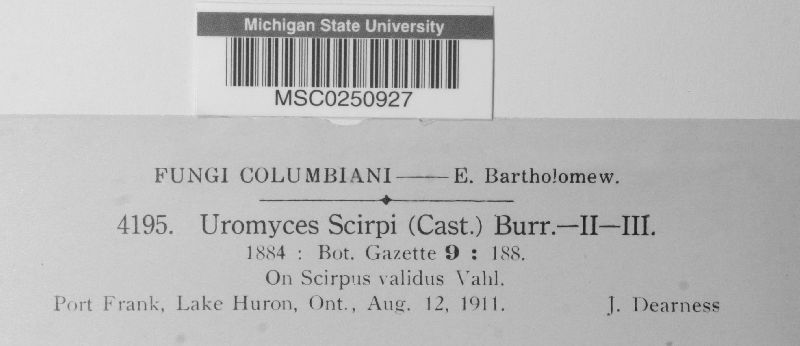 Michigan State University
MSC0250927
FUNGI COLUMBIANI—E. Bartholomew.
4195. Uromyces Scirpi (Cast.) Burr.—II—III.
1884 : Bot. Gazette 9 : 188.
On Scirpus validus Vahl.
Port Frank, Lake Huron, Ont., Aug. 12, 1911. J. Dearness